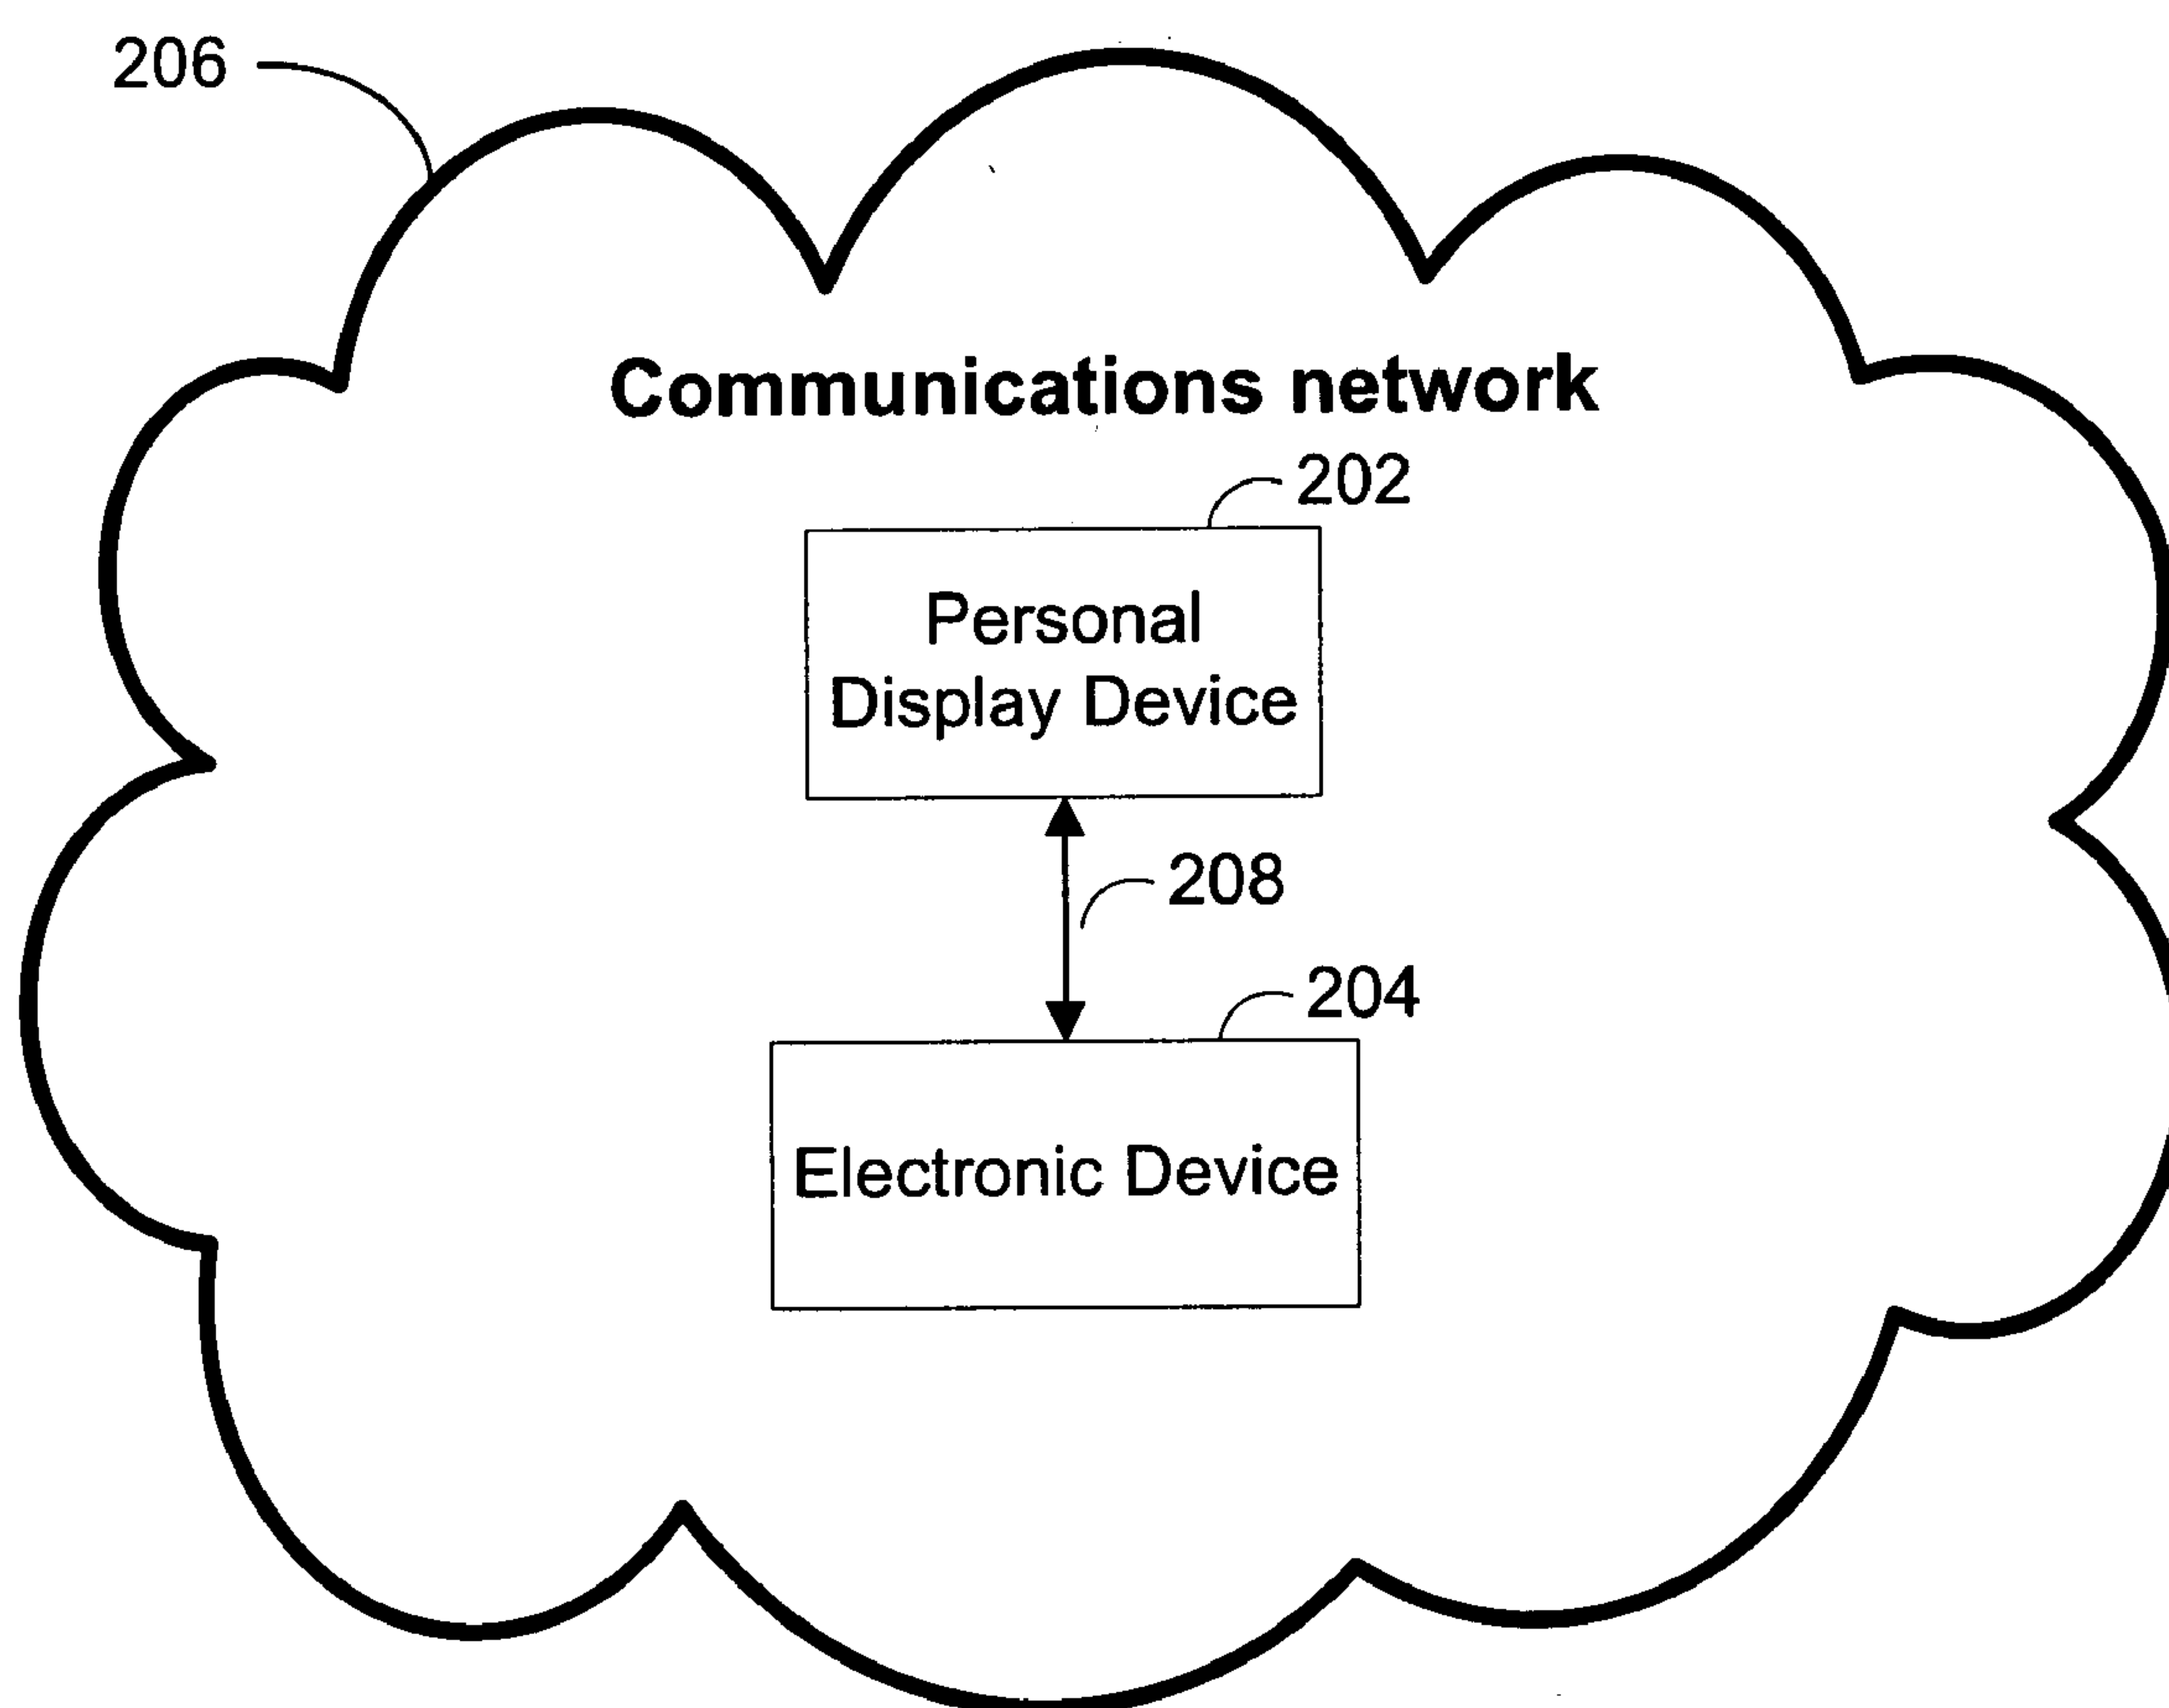 206
Communications network
202
Personal
Display Device
208
204
Electronic Device